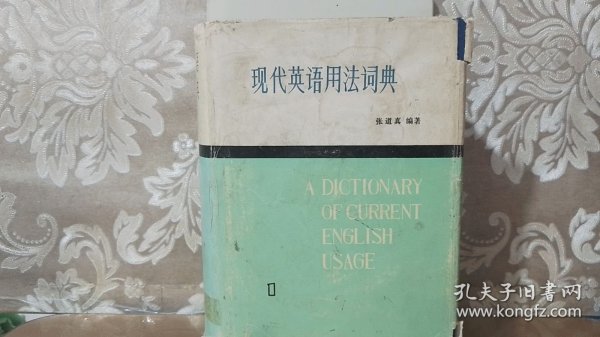 现代英语用法词典
张道真 编著
A DICTIONARY
OF CURRENT
ENGLISH
USAGE
孔夫子旧书网
www.kongfz.com